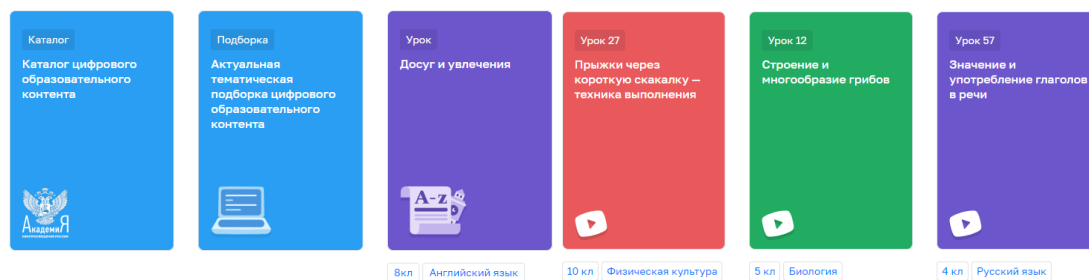 Каталог
Каталог цифрового
образовательного
контента
АкадемиЯ
Подборка
Актуальная
тематическая
подборка цифрового
образовательного
контента
Урок
Досуг и увлечения
A-z
8кл
Английский язык
Урок 27
Прыжки через
короткую скакалку —
техника выполнения
10 кл
Физическая культура
Урок 12
Строение и
многообразие грибов
5 кл
Биология
Урок 57
Значение и
употребление глаголов
в речи
4 кл
Русский язык